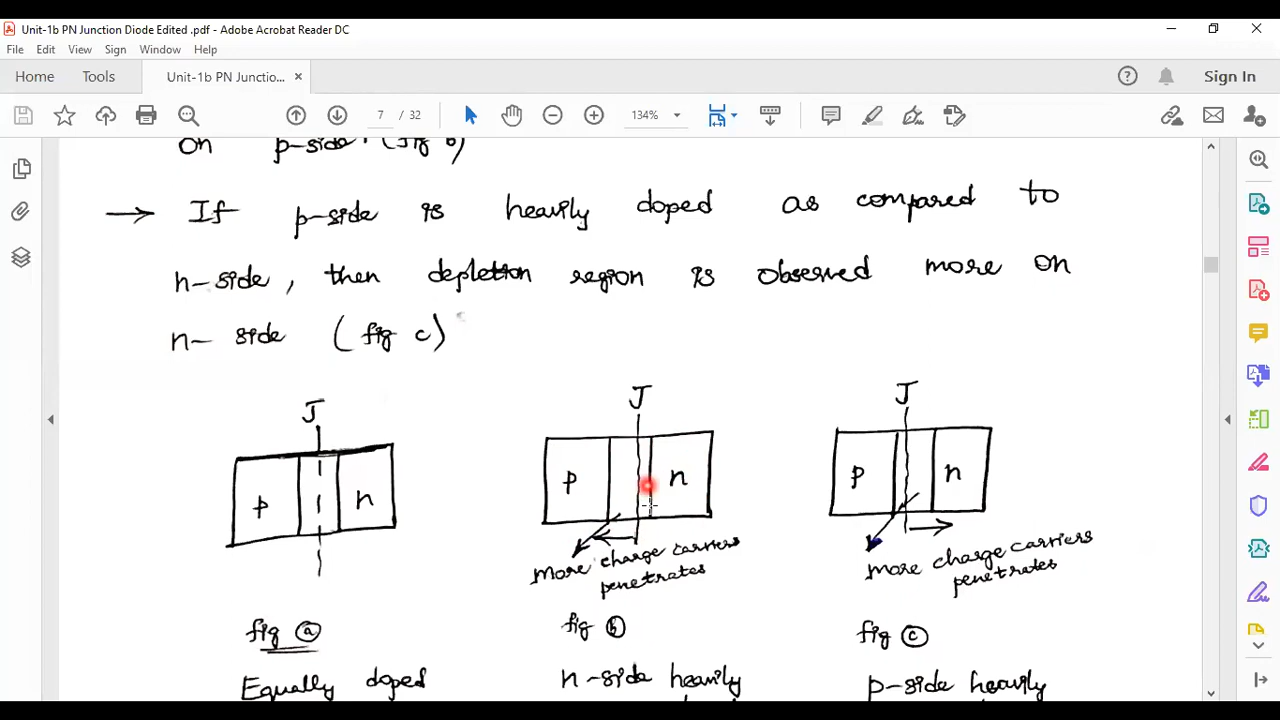 Unit-1b PN Junction Diode Edited .pdf - Adobe Acrobat Reader DC
File Edit View Sign Window Help
Home Tools Unit-1b PN Junctio... × Sign In
7 / 32 134%
On p-side. (fig b)
→ If p-side is heavily doped as compared to
n-side, then depletion region is observed more on
n- side (fig c)
J J J
p n p n p n
more charge carriers penetrates
more charge carriers penetrates
fig (a) fig (b) fig (c)
Equally doped n-side heavily p-side heavily